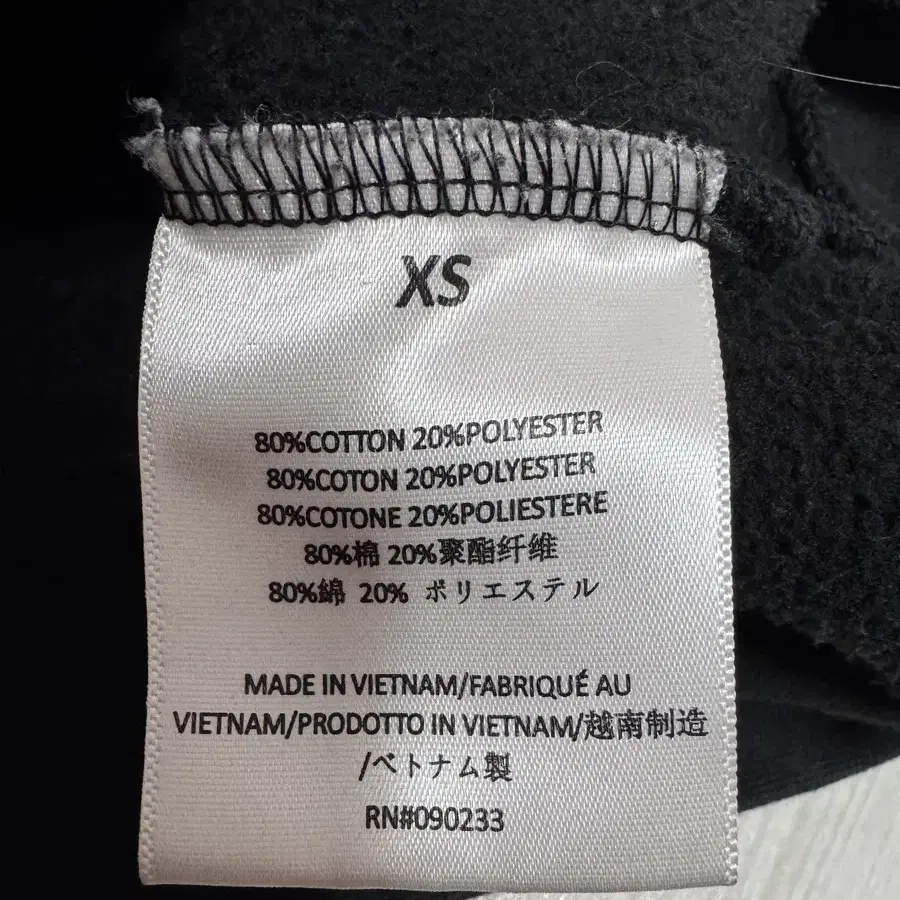 XS
80%COTTON 20%POLYESTER
80%COTON 20%POLYESTER
80%COTONE 20%POLIESTERE
80%棉 20%聚酯纤维
80%綿 20% ポリエステル
MADE IN VIETNAM/FABRIQUÉ AU
VIETNAM/PRODOTTO IN VIETNAM/越南制造
/ベトナム製
RN#090233